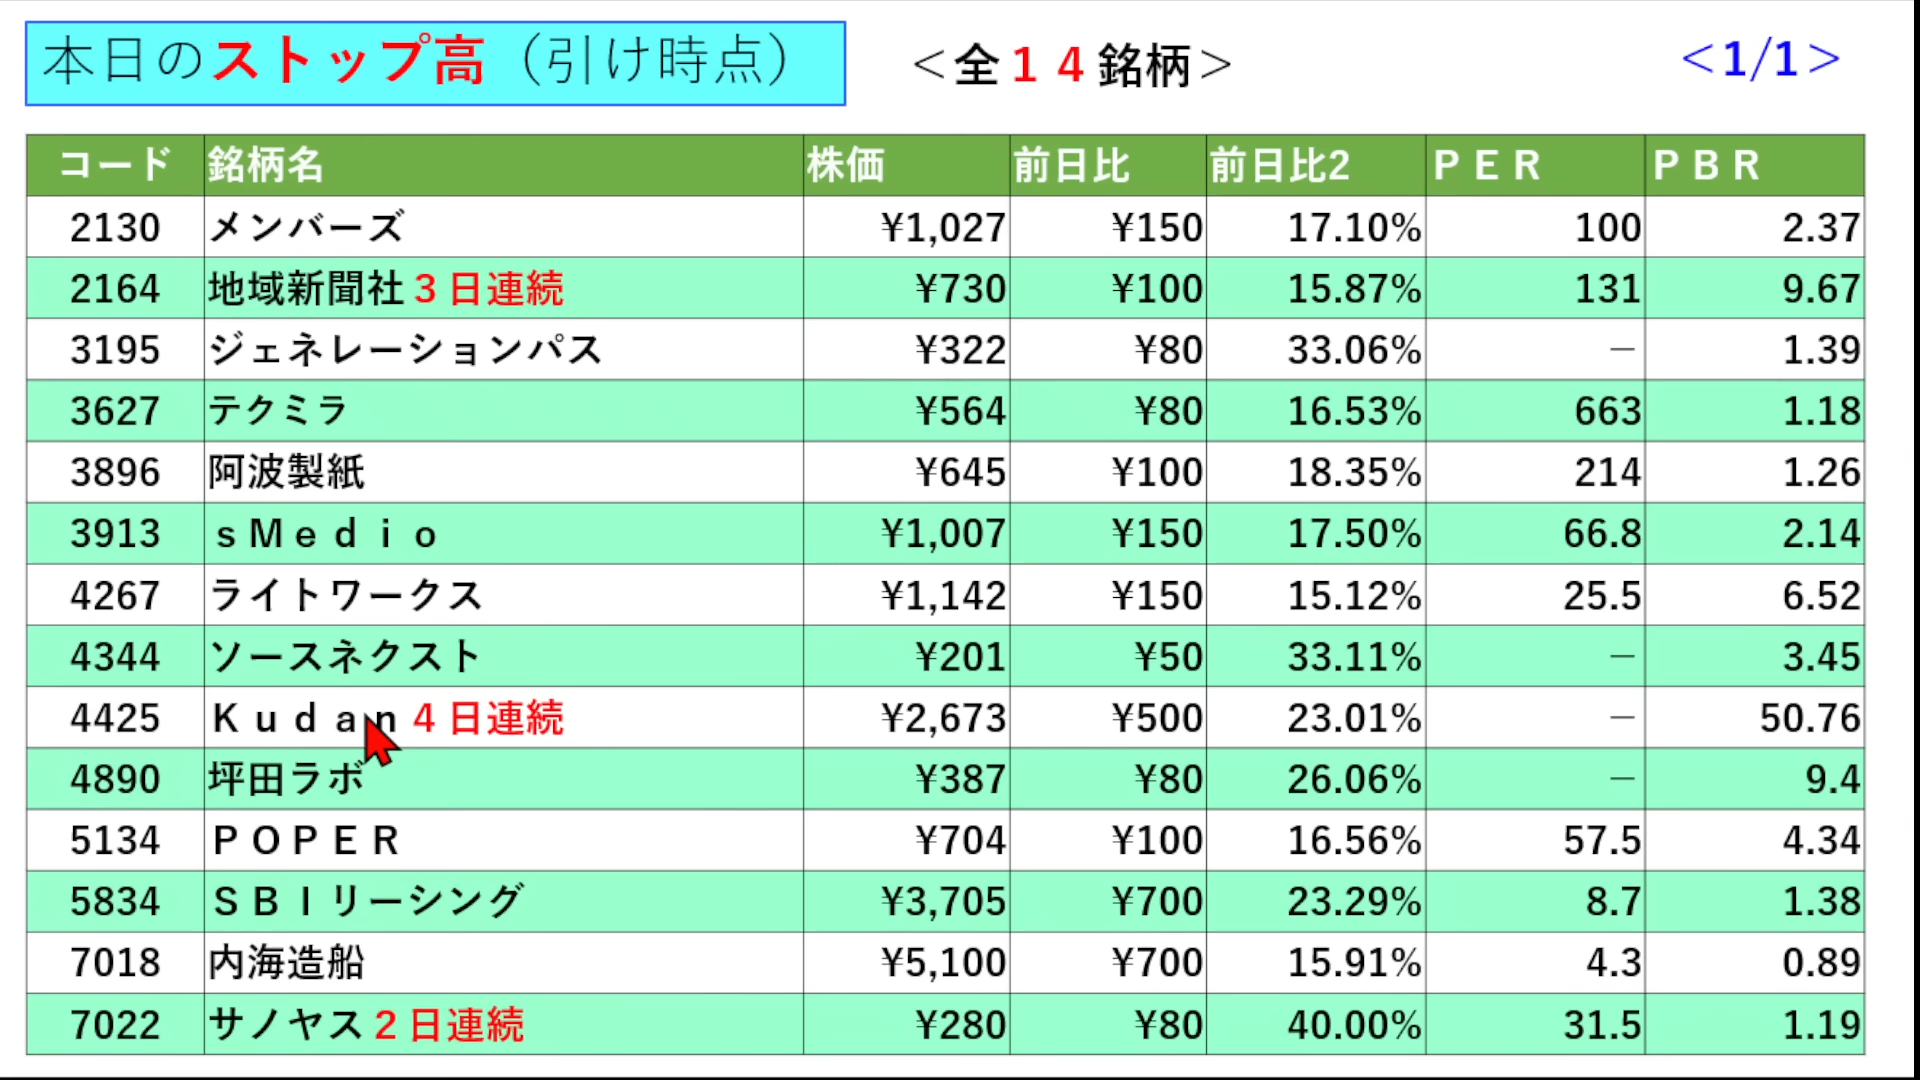 本日のストップ高（引け時点）
＜全１４銘柄＞
＜1/1＞
コード 銘柄名 株価 前日比 前日比2 ＰＥＲ ＰＢＲ
2130 メンバーズ ¥1,027 ¥150 17.10% 100 2.37
2164 地域新聞社３日連続 ¥730 ¥100 15.87% 131 9.67
3195 ジェネレーションパス ¥322 ¥80 33.06% － 1.39
3627 テクミラ ¥564 ¥80 16.53% 663 1.18
3896 阿波製紙 ¥645 ¥100 18.35% 214 1.26
3913 ｓＭｅｄｉｏ ¥1,007 ¥150 17.50% 66.8 2.14
4267 ライトワークス ¥1,142 ¥150 15.12% 25.5 6.52
4344 ソースネクスト ¥201 ¥50 33.11% － 3.45
4425 Ｋｕｄａｎ４日連続 ¥2,673 ¥500 23.01% － 50.76
4890 坪田ラボ ¥387 ¥80 26.06% － 9.4
5134 ＰＯＰＥＲ ¥704 ¥100 16.56% 57.5 4.34
5834 ＳＢＩリーシング ¥3,705 ¥700 23.29% 8.7 1.38
7018 内海造船 ¥5,100 ¥700 15.91% 4.3 0.89
7022 サノヤス２日連続 ¥280 ¥80 40.00% 31.5 1.19